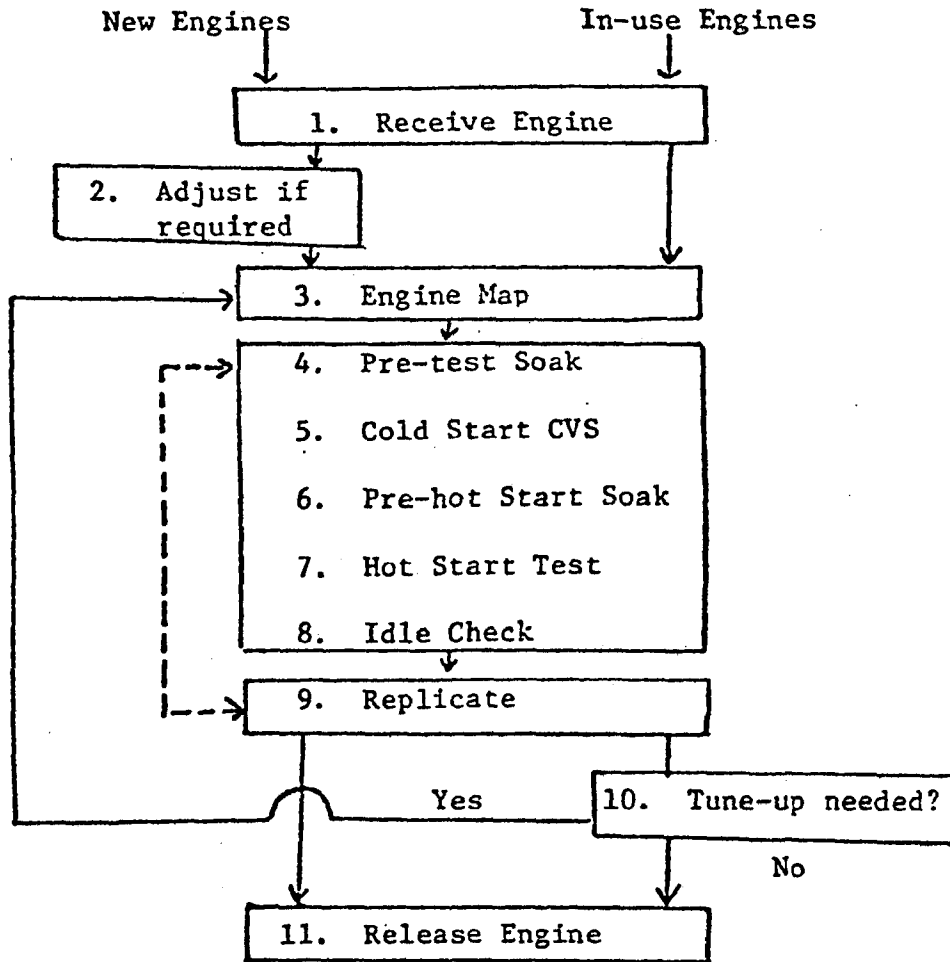 New Engines
In-use Engines
1. Receive Engine
2. Adjust if
required
3. Engine Map
4. Pre-test Soak
5. Cold Start CVS
6. Pre-hot Start Soak
7. Hot Start Test
8. Idle Check
9. Replicate
Yes
10. Tune-up needed?
No
11. Release Engine